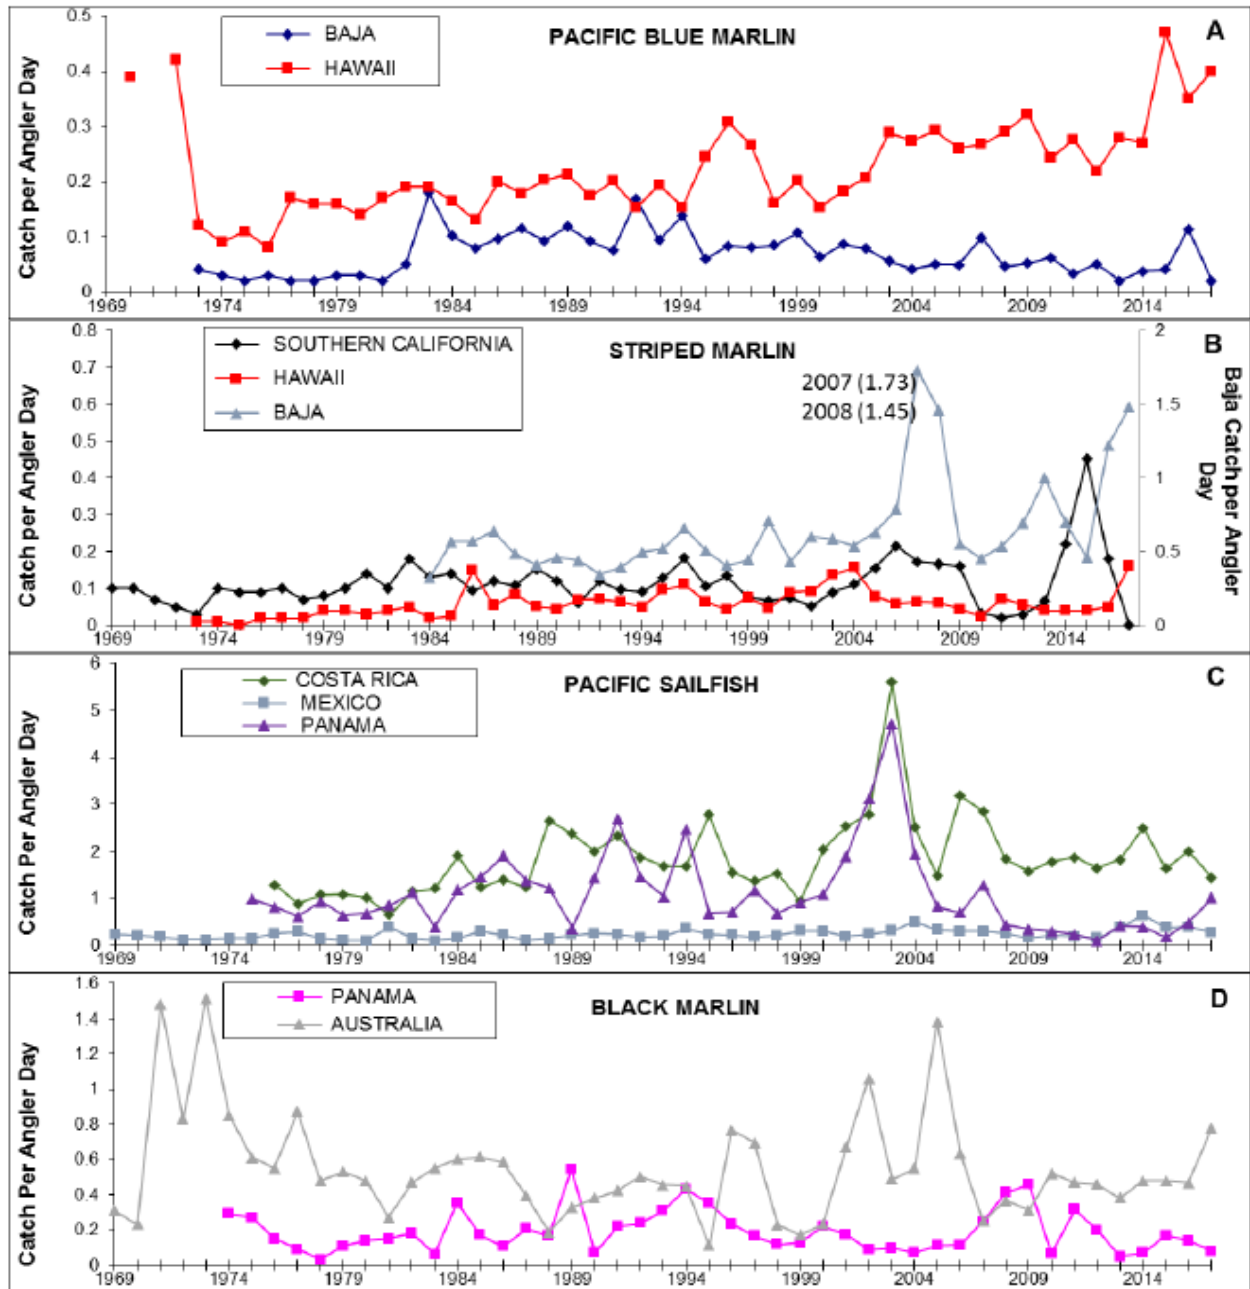 A
PACIFIC BLUE MARLIN
BAJA
HAWAII
Catch per Angler Day
0.5
0.4
0.3
0.2
0.1
0
1969 1974 1979 1984 1989 1994 1999 2004 2009 2014
B
STRIPED MARLIN
SOUTHERN CALIFORNIA
HAWAII
BAJA
2007 (1.73)
2008 (1.45)
Catch per Angler Day
0.8
0.7
0.6
0.5
0.4
0.3
0.2
0.1
0
Baja Catch per Angler
Day
2
1.5
1
0.5
0
1969 1974 1979 1984 1989 1994 1999 2004 2009 2014
C
PACIFIC SAILFISH
COSTA RICA
MEXICO
PANAMA
Catch Per Angler Day
6
5
4
3
2
1
0
1969 1974 1979 1984 1989 1994 1999 2004 2009 2014
D
BLACK MARLIN
PANAMA
AUSTRALIA
Catch Per Angler Day
1.6
1.4
1.2
1
0.8
0.6
0.4
0.2
0
1969 1974 1979 1984 1989 1994 1999 2004 2009 2014